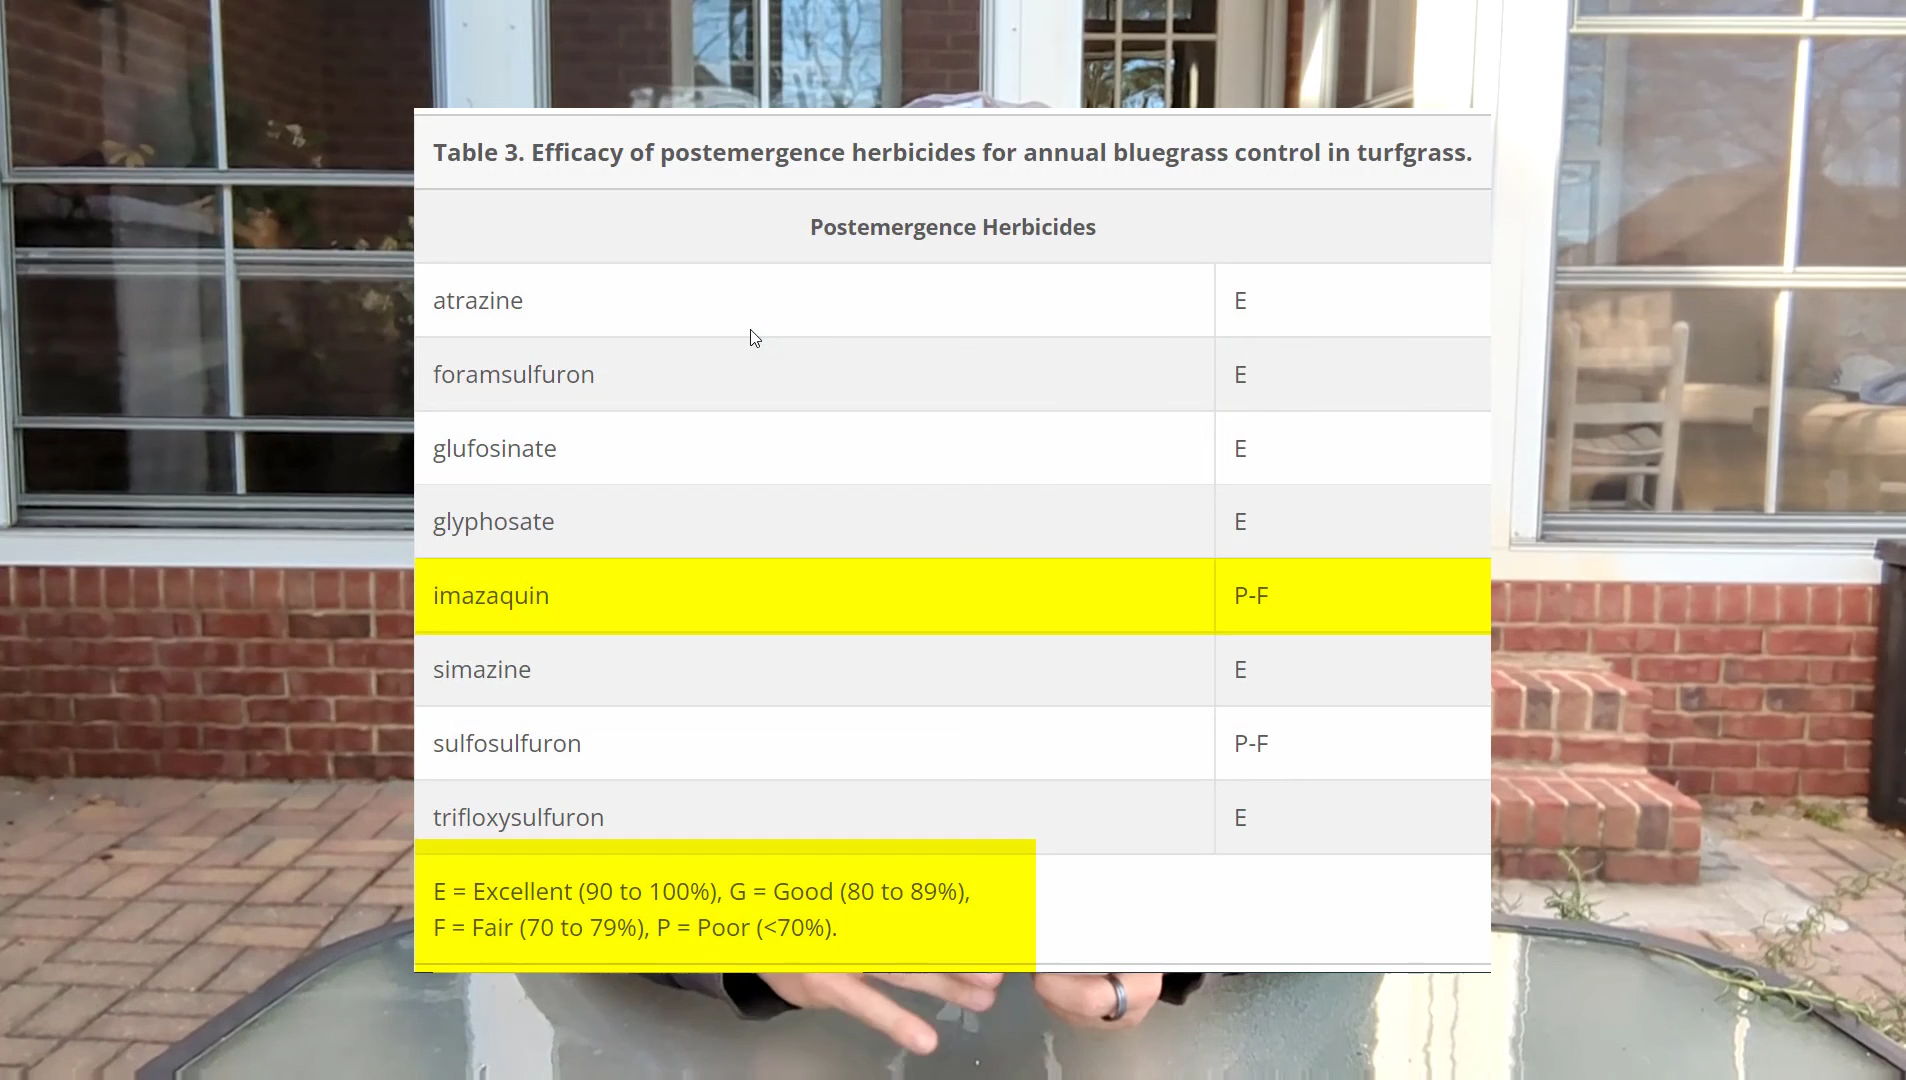 Table 3. Efficacy of postemergence herbicides for annual bluegrass control in turfgrass.
Postemergence Herbicides
atrazine E
foramsulfuron E
glufosinate E
glyphosate E
imazaquin P-F
simazine E
sulfosulfuron P-F
trifloxysulfuron E
E = Excellent (90 to 100%), G = Good (80 to 89%),
F = Fair (70 to 79%), P = Poor (<70%).